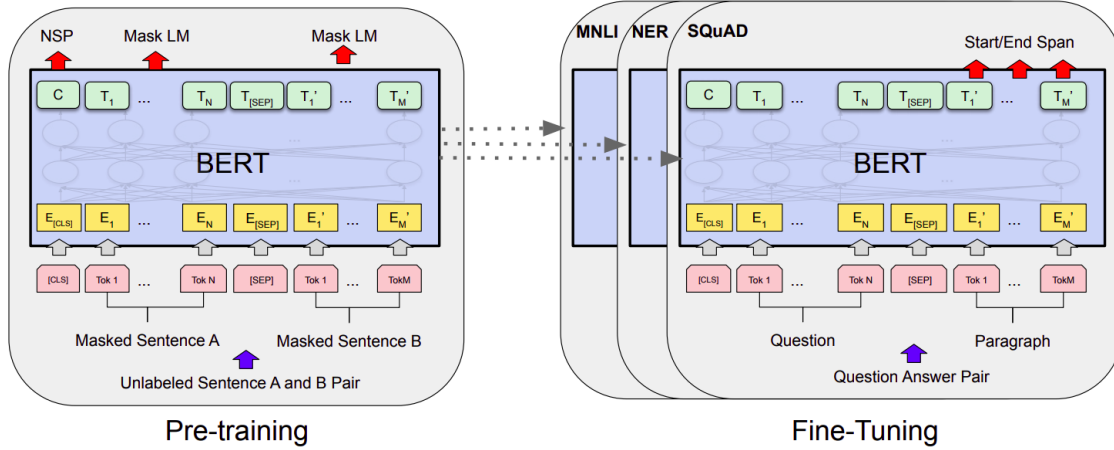 NSP Mask LM Mask LM
C T1 ... TN T[SEP] T1' ... TM'
...
BERT
...
E[CLS] E1 ... EN E[SEP] E1' ... EM'
[CLS] Tok 1 ... Tok N [SEP] Tok 1 ... TokM
Masked Sentence A Masked Sentence B
Unlabeled Sentence A and B Pair
Pre-training
MNLI NER SQuAD
Start/End Span
C T1 ... TN T[SEP] T1' ... TM'
...
BERT
...
E[CLS] E1 ... EN E[SEP] E1' ... EM'
[CLS] Tok 1 ... Tok N [SEP] Tok 1 ... TokM
Question Paragraph
Question Answer Pair
Fine-Tuning